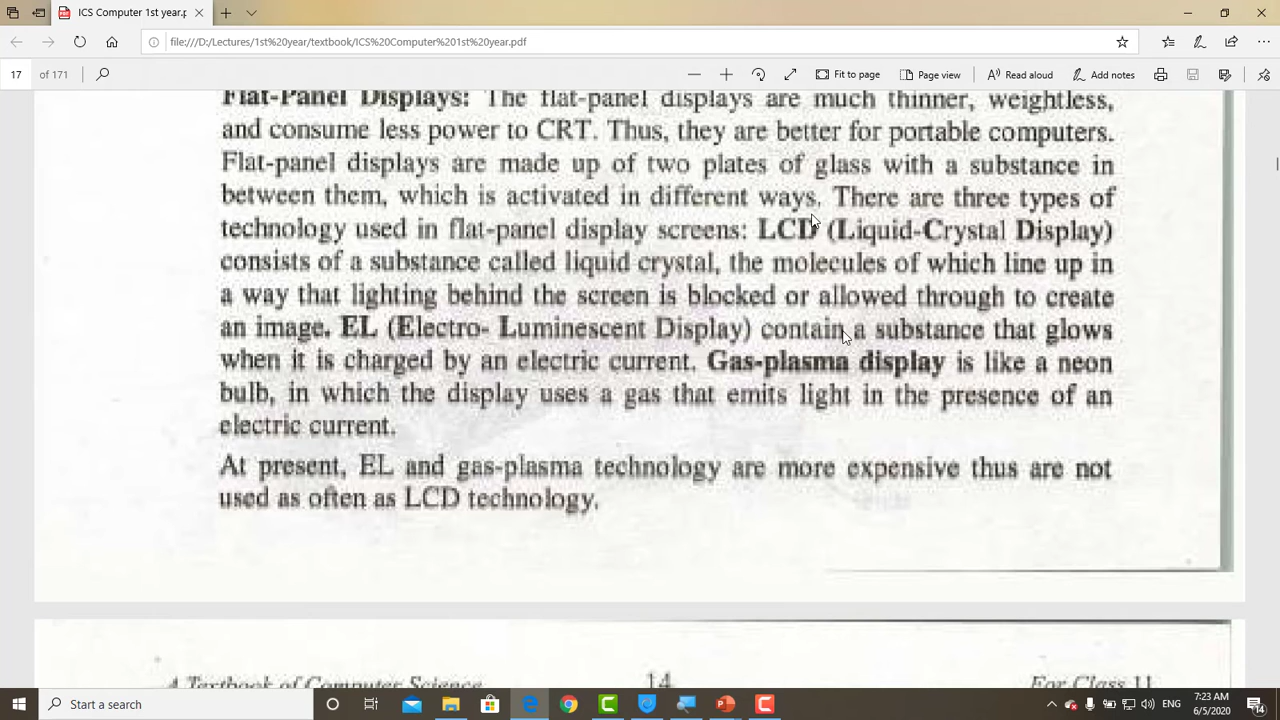 ICS Computer 1st year.p
file:///D:/Lectures/1st%20year/textbook/ICS%20Computer%201st%20year.pdf
17 of 171
Fit to page
Page view
Read aloud
Add notes
Flat-Panel Displays: The flat-panel displays are much thinner, weightless,
and consume less power to CRT. Thus, they are better for portable computers.
Flat-panel displays are made up of two plates of glass with a substance in
between them, which is activated in different ways. There are three types of
technology used in flat-panel display screens: LCD (Liquid-Crystal Display)
consists of a substance called liquid crystal, the molecules of which line up in
a way that lighting behind the screen is blocked or allowed through to create
an image. EL (Electro- Luminescent Display) contain a substance that glows
when it is charged by an electric current. Gas-plasma display is like a neon
bulb, in which the display uses a gas that emits light in the presence of an
electric current.
At present, EL and gas-plasma technology are more expensive thus are not
used as often as LCD technology.
A Textbook of Computer Science 14 For Class 11
Start a search
ENG
7:23 AM
6/5/2020
14